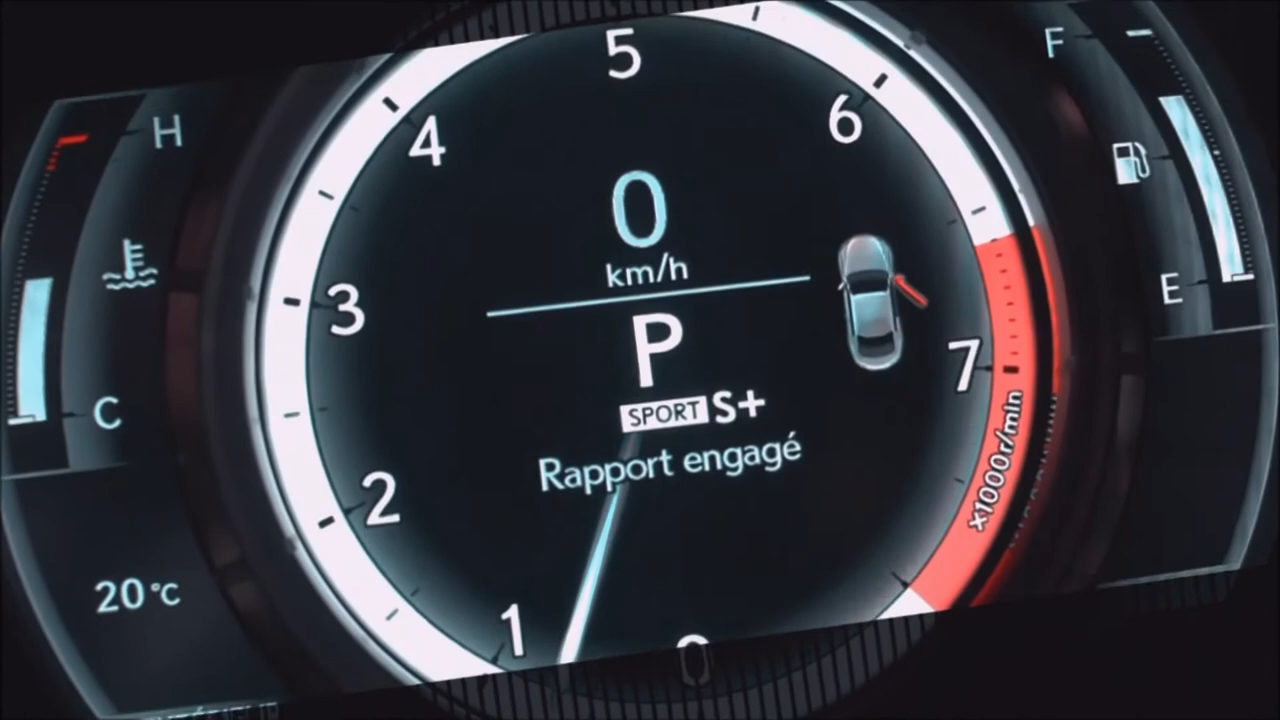 5
F
H
4
6
0
km/h
E
3
P
7
SPORT S+
C
Rapport engagé
x1000r/min
2
20°C
1
0